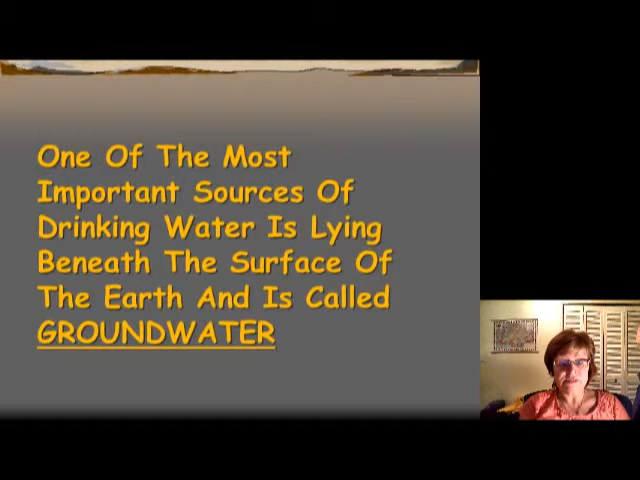 One Of The Most
Important Sources Of
Drinking Water Is Lying
Beneath The Surface Of
The Earth And Is Called
GROUNDWATER